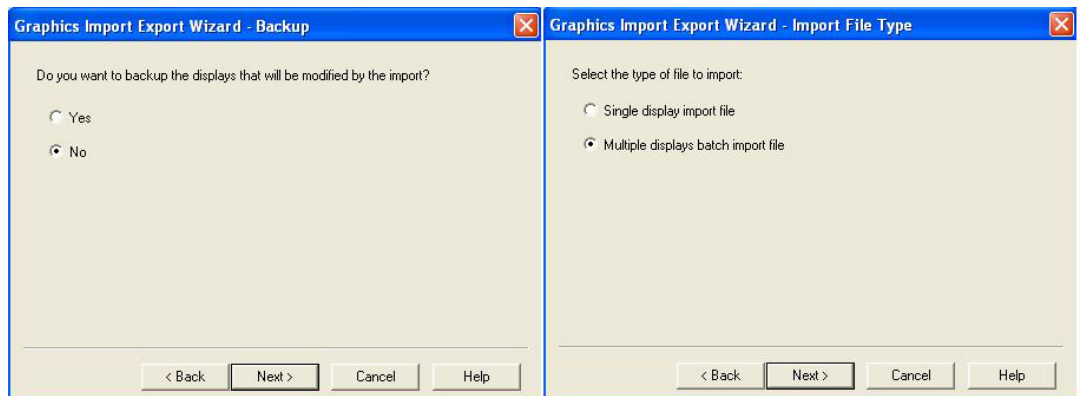 Graphics Import Export Wizard - Backup
Do you want to backup the displays that will be modified by the import?
Yes
No
< Back Next > Cancel Help
Graphics Import Export Wizard - Import File Type
Select the type of file to import:
Single display import file
Multiple displays batch import file
< Back Next > Cancel Help